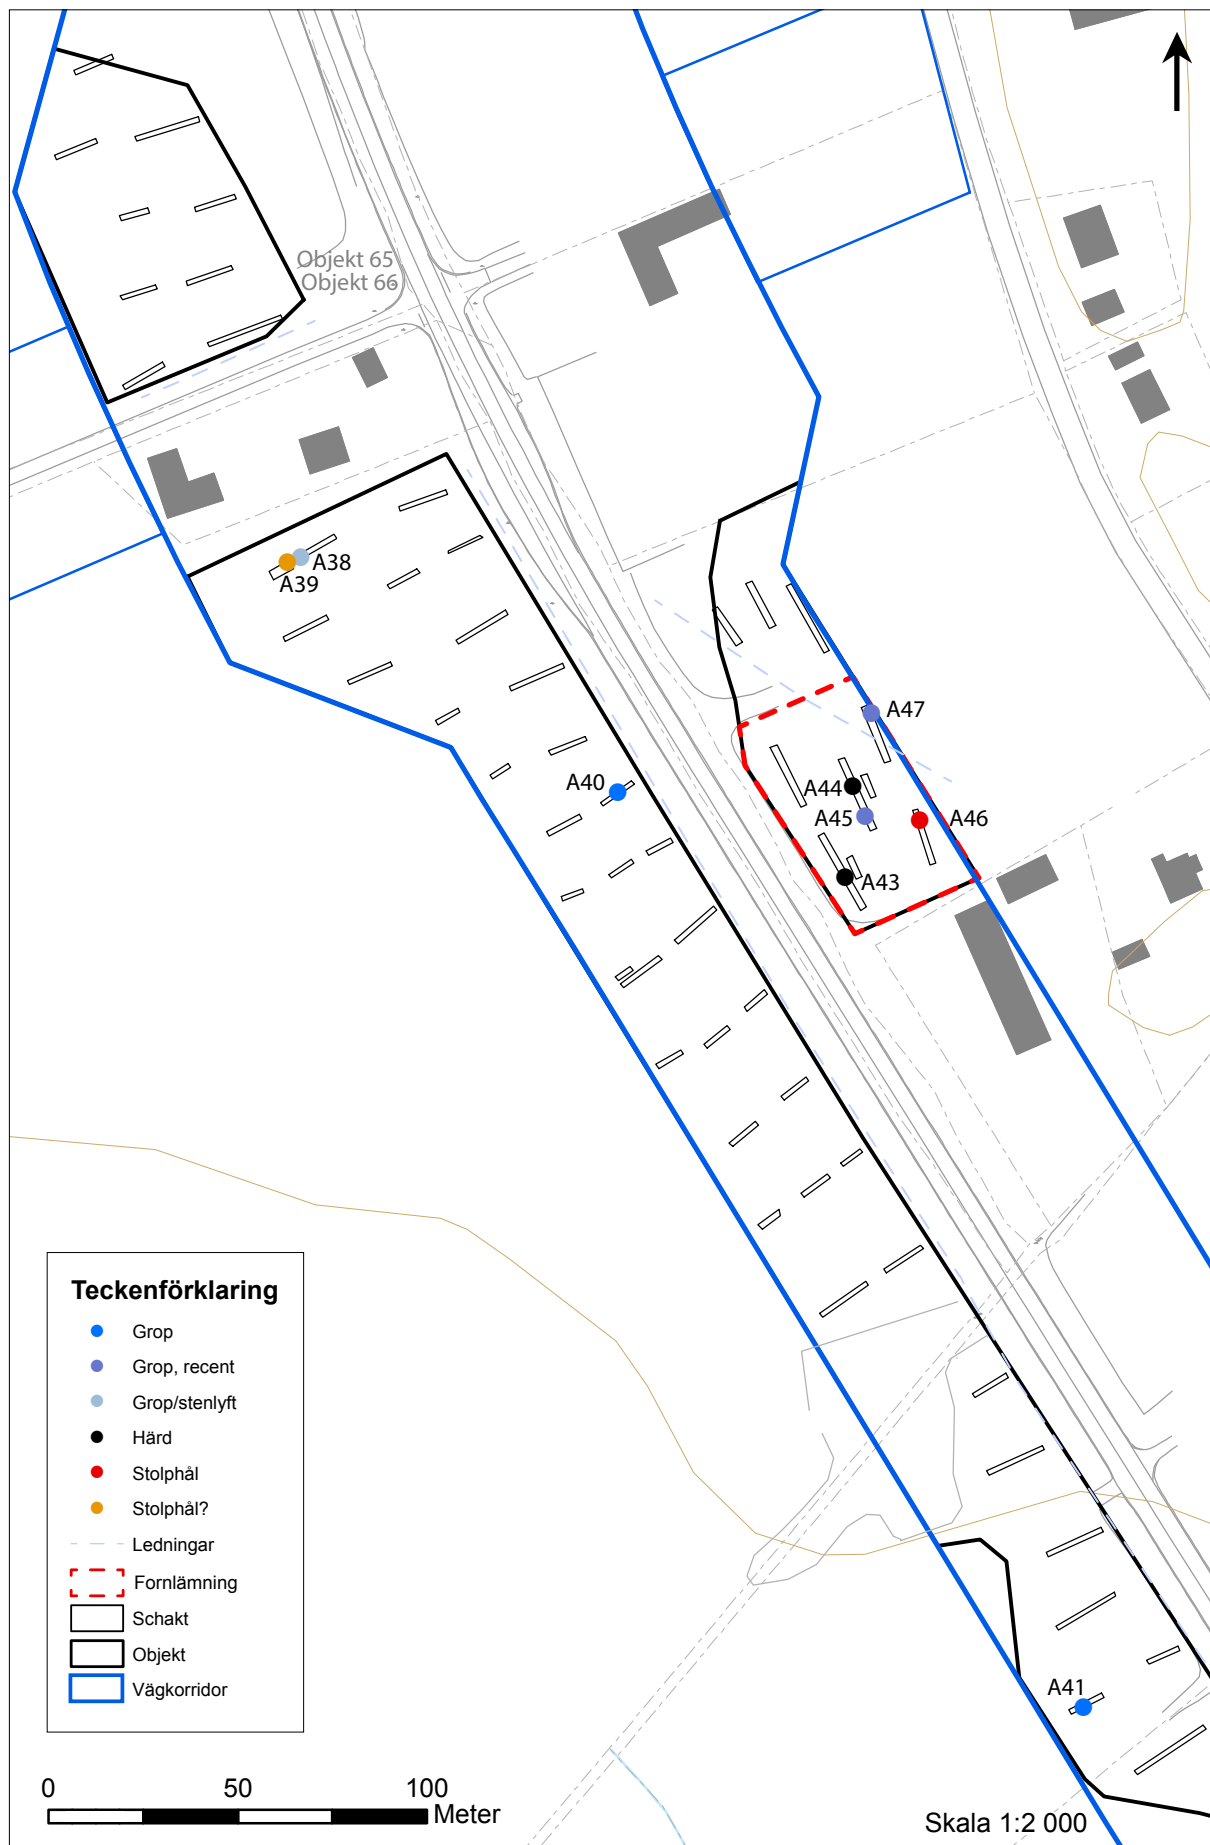 Objekt 65
Objekt 66
A38
A39
A40
A47
A44
A45
A46
A43
A41
Teckenförklaring
Grop
Grop, recent
Grop/stenlyft
Härd
Stolphål
Stolphål?
Ledningar
Fornlämning
Schakt
Objekt
Vägkorridor
0 50 100
Meter
Skala 1:2 000